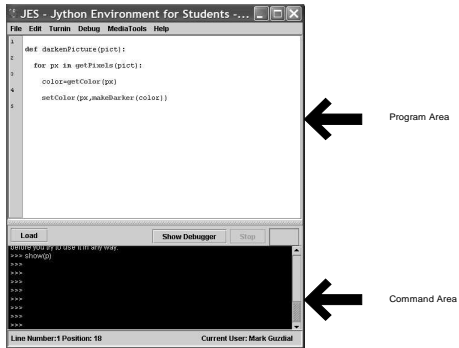 JES - Jython Environment for Students -...
File Edit Turnin Debug MediaTools Help
1
def darkenPicture(pict):
2
for px in getPixels(pict):
3
color=getColor(px)
4
setColor(px,makeDarker(color))
5
Program Area
Load Show Debugger Stop
before you try to use it in any way.
>>> show(p)
>>>
>>>
>>>
>>>
>>>
>>>
>>>
Command Area
Line Number:1 Position: 18 Current User: Mark Guzdial